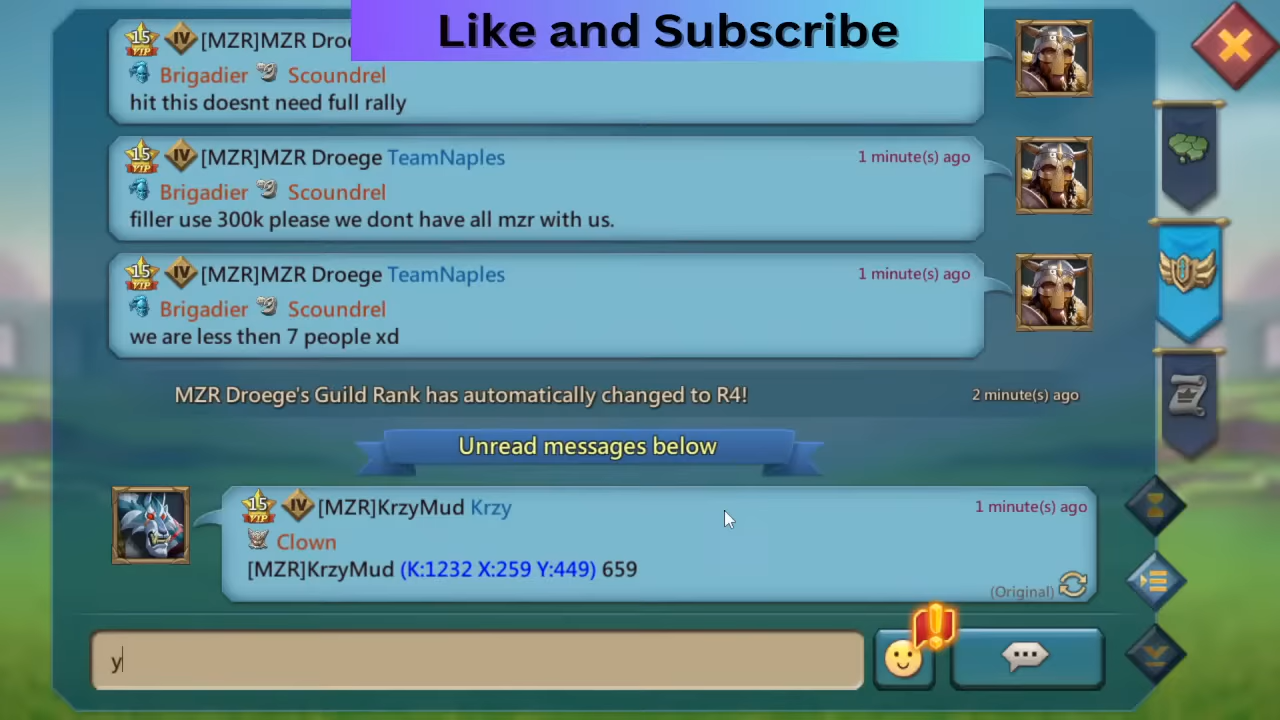 Like and Subscribe
15 VIP IV [MZR]MZR Droe
Brigadier Scoundrel
hit this doesnt need full rally
15 VIP IV [MZR]MZR Droege TeamNaples 1 minute(s) ago
Brigadier Scoundrel
filler use 300k please we dont have all mzr with us.
15 VIP IV [MZR]MZR Droege TeamNaples 1 minute(s) ago
Brigadier Scoundrel
we are less then 7 people xd
MZR Droege's Guild Rank has automatically changed to R4! 2 minute(s) ago
Unread messages below
15 VIP IV [MZR]KrzyMud Krzy 1 minute(s) ago
Clown
[MZR]KrzyMud (K:1232 X:259 Y:449) 659
(Original)
y